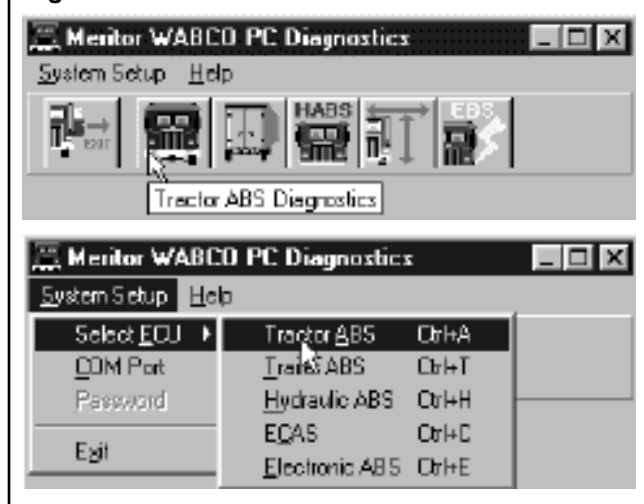 Meritor WABCO PC Diagnostics
System Setup Help
EXIT HABS EBS
Tractor ABS Diagnostics
Meritor WABCO PC Diagnostics
System Setup Help
Select ECU Tractor ABS Ctrl+A
COM Port Trailer ABS Ctrl+T
Password Hydraulic ABS Ctrl+H
ECAS Ctrl+C
Exit Electronic ABS Ctrl+E